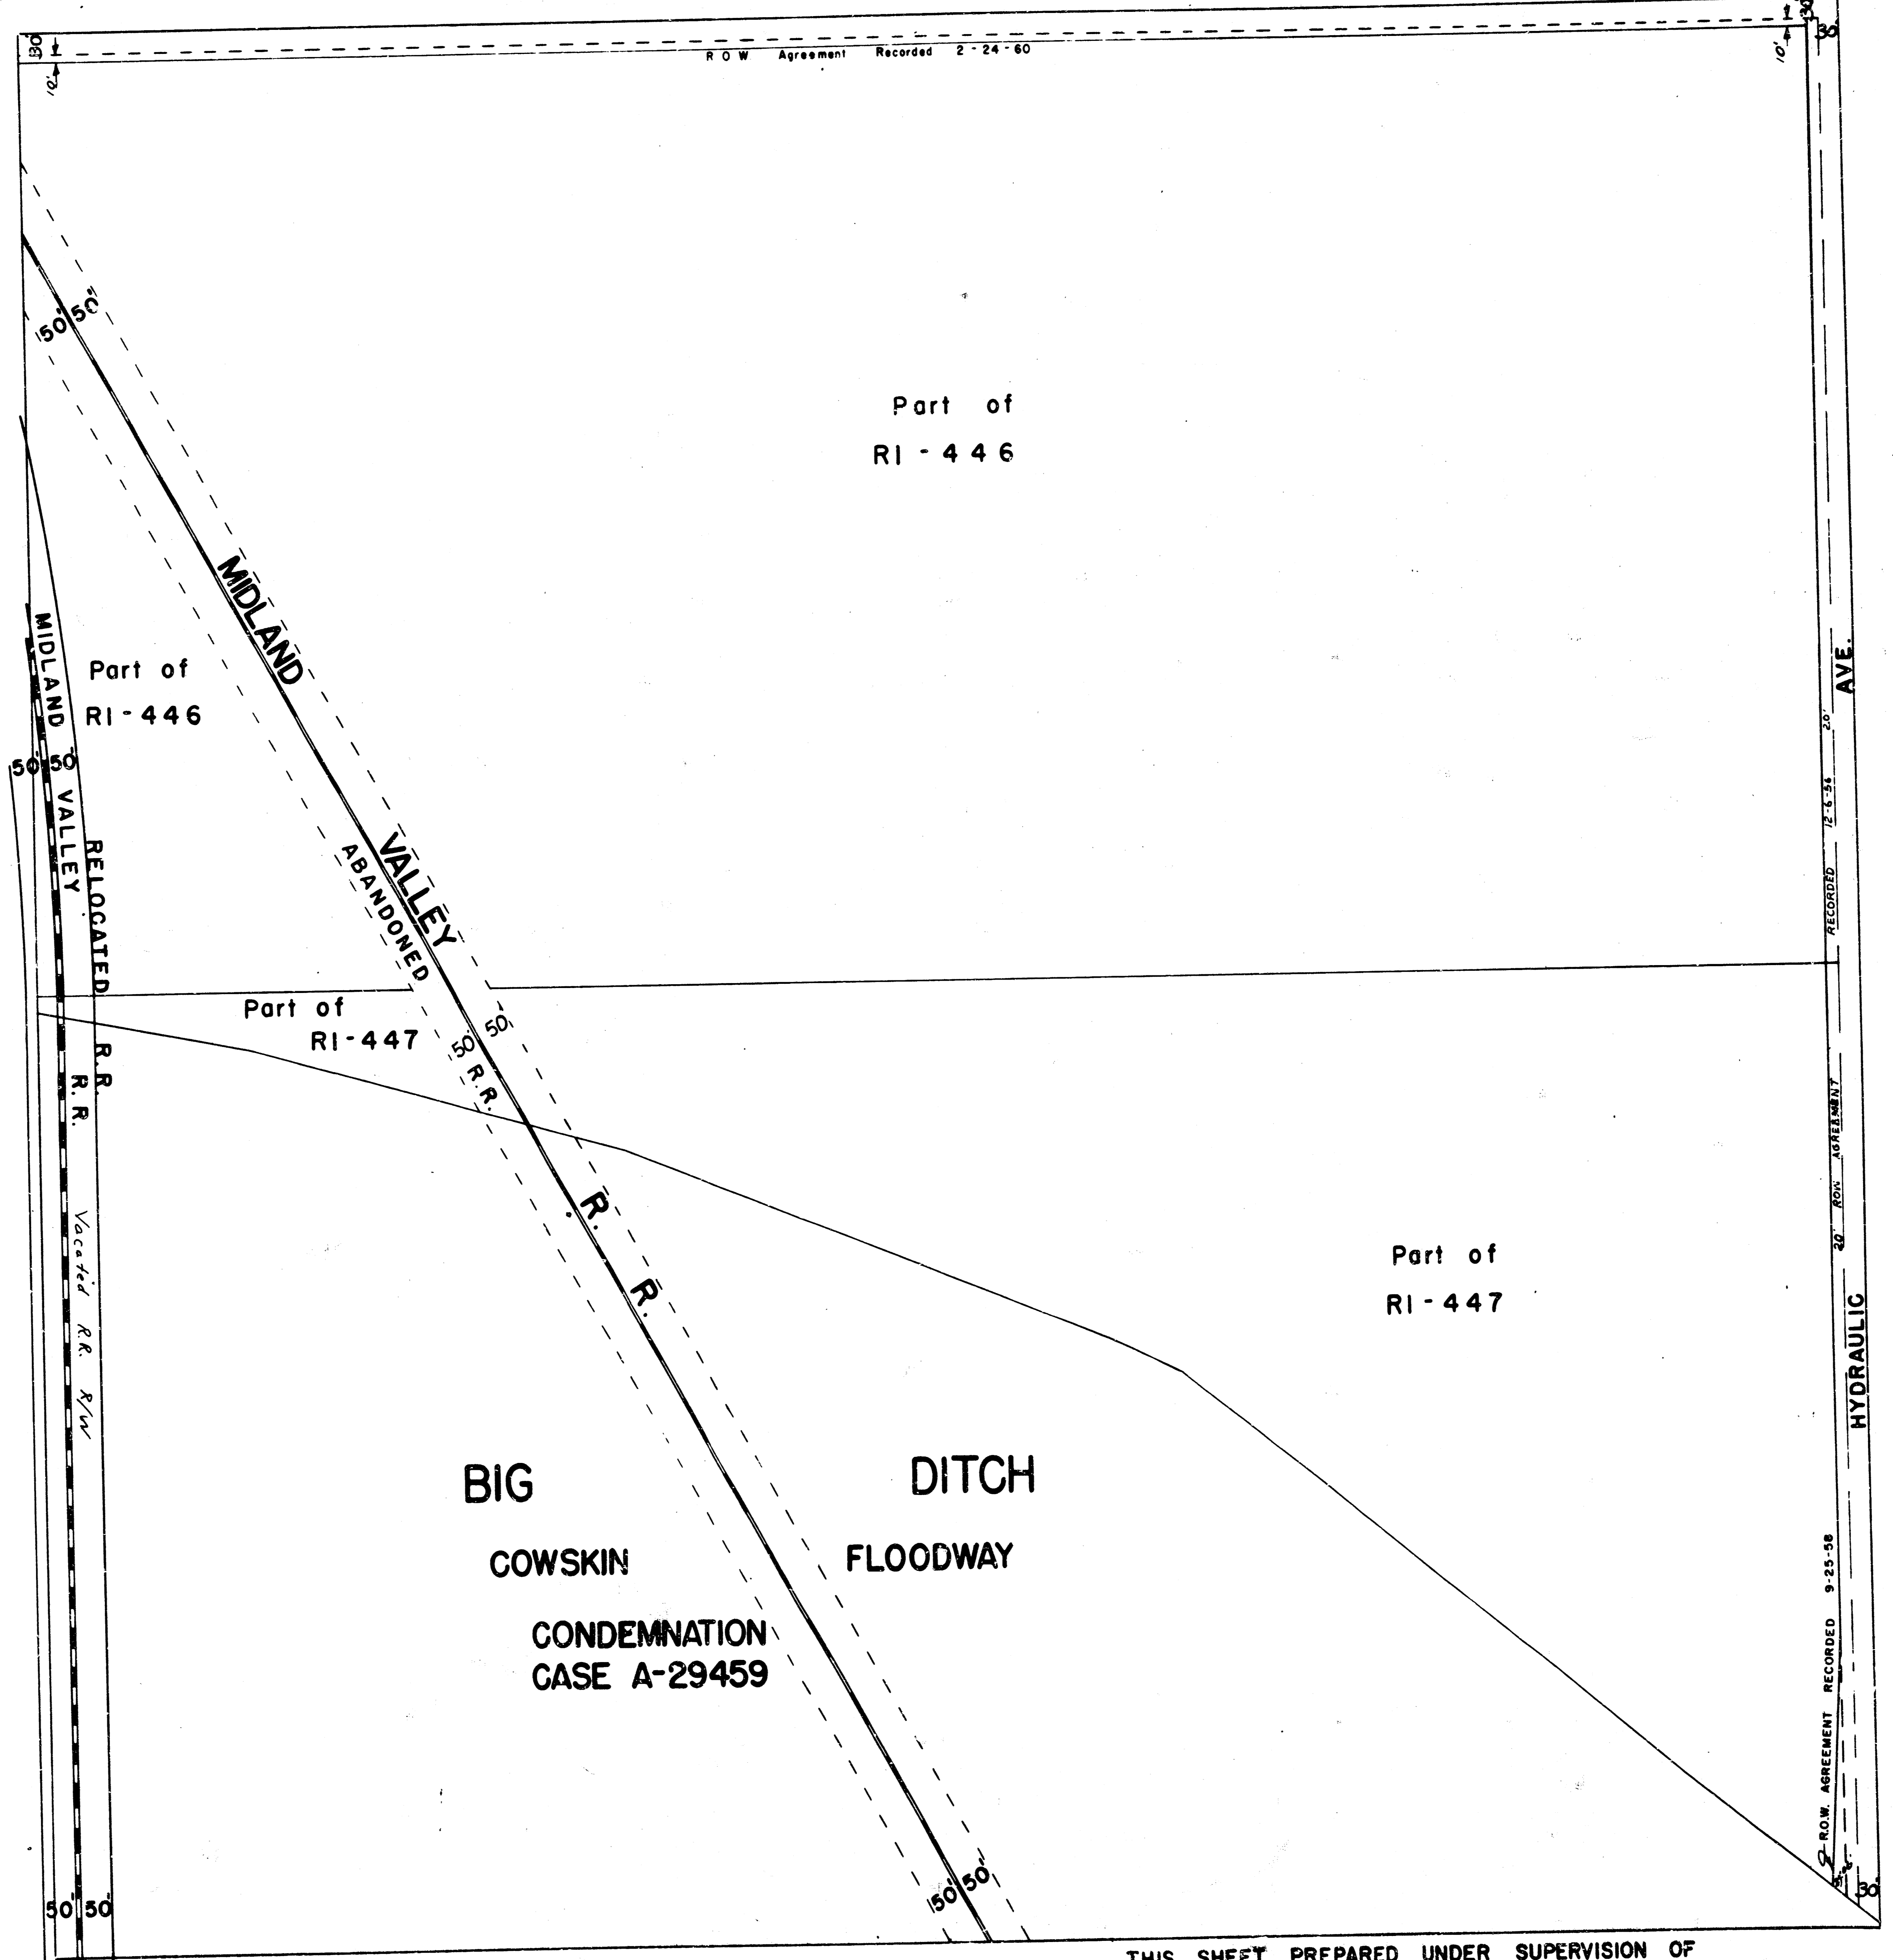 30
30
30
10'
R O W Agreement Recorded 2-24-60
10'
50' 50'
Part of
RI-446
MIDLAND VALLEY R. R.
ABANDONED R.R.
Part of
RI-446
MIDLAND VALLEY R.R.
50' 50'
RELOCATED R.R.
Vacated R.R. R/W
AVE.
HYDRAULIC
20' ROW AGREEMENT RECORDED 12-6-56 20'
Part of
RI-447
50' 50'
Part of
RI-447
BIG DITCH
COWSKIN FLOODWAY
CONDEMNATION
CASE A-29459
R.O.W. AGREEMENT RECORDED 9-25-58
50' 50'
50' 50'
30
THIS SHEET PREPARED UNDER SUPERVISION OF